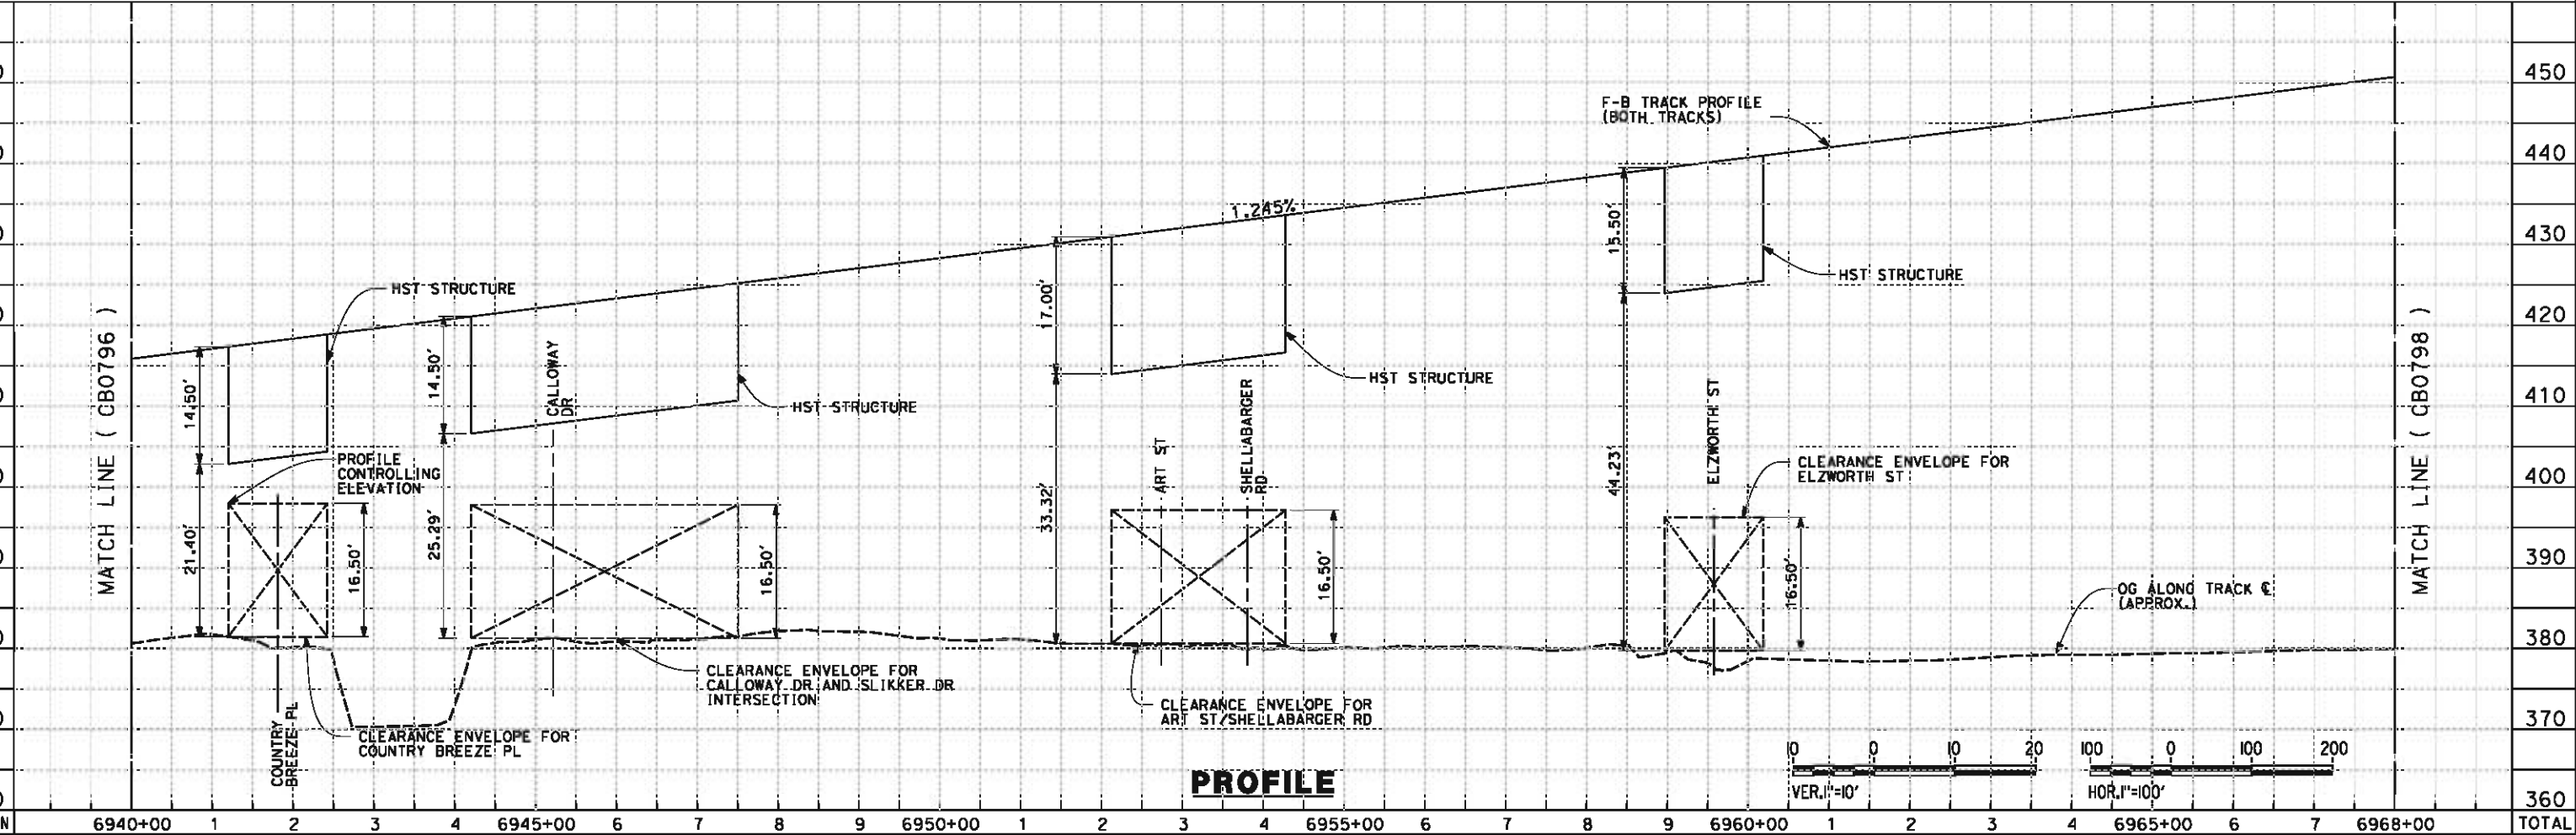 450
F-B TRACK PROFILE
(BOTH TRACKS)
440
1.245%
15.50'
430
HST STRUCTURE
HST STRUCTURE
17.00'
420
MATCH LINE ( CB0796 )
MATCH LINE ( CB0798 )
14.50'
14.50'
CALLOWAY
DR
HST STRUCTURE
HST STRUCTURE
410
ART ST
SHELLABARGER
RD
ELZWORTH ST
PROFILE
CONTROLLING
ELEVATION
44.23'
CLEARANCE ENVELOPE FOR
ELZWORTH ST
400
21.40'
16.50'
25.29'
16.50'
33.32'
16.50'
16.50'
390
OG ALONG TRACK ℄
(APPROX.)
380
CLEARANCE ENVELOPE FOR
CALLOWAY DR AND SLIKKER DR
INTERSECTION
CLEARANCE ENVELOPE FOR
ART ST/SHELLABARGER RD
370
COUNTRY
BREEZE PL
CLEARANCE ENVELOPE FOR
COUNTRY BREEZE PL
PROFILE
10 0 10 20
VER.1"=10'
100 0 100 200
HOR.1"=100'
360
6940+00 1 2 3 4 6945+00 6 7 8 9 6950+00 1 2 3 4 6955+00 6 7 8 9 6960+00 1 2 3 4 6965+00 6 7 6968+00 TOTAL